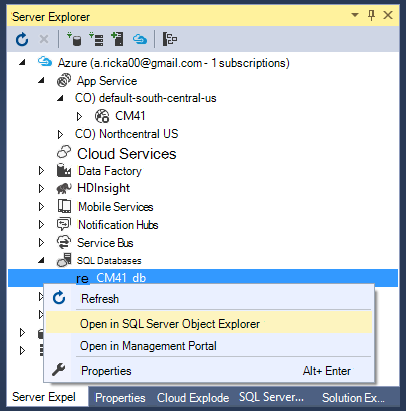 Server Explorer
Azure (a.ricka00@gmail.com - 1 subscriptions)
App Service
CO) default-south-central-us
CM41
CO) Northcentral US
Cloud Services
Data Factory
HDInsight
Mobile Services
Notification Hubs
Service Bus
SQL Databases
re CM41_db
Refresh
Open in SQL Server Object Explorer
Open in Management Portal
Properties Alt+ Enter
Server Expel Properties Cloud Explode SQL Server... Solution Ex...